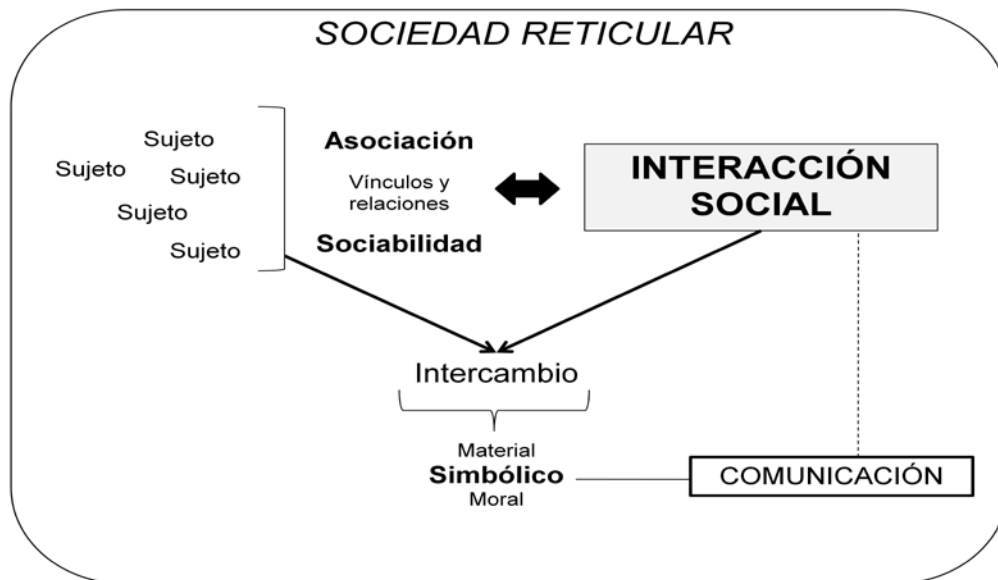 SOCIEDAD RETICULAR
Sujeto
Sujeto
Sujeto
Sujeto
Sujeto
Asociación
Vínculos y
relaciones
Sociabilidad
INTERACCIÓN
SOCIAL
Intercambio
Material
Simbólico
Moral
COMUNICACIÓN